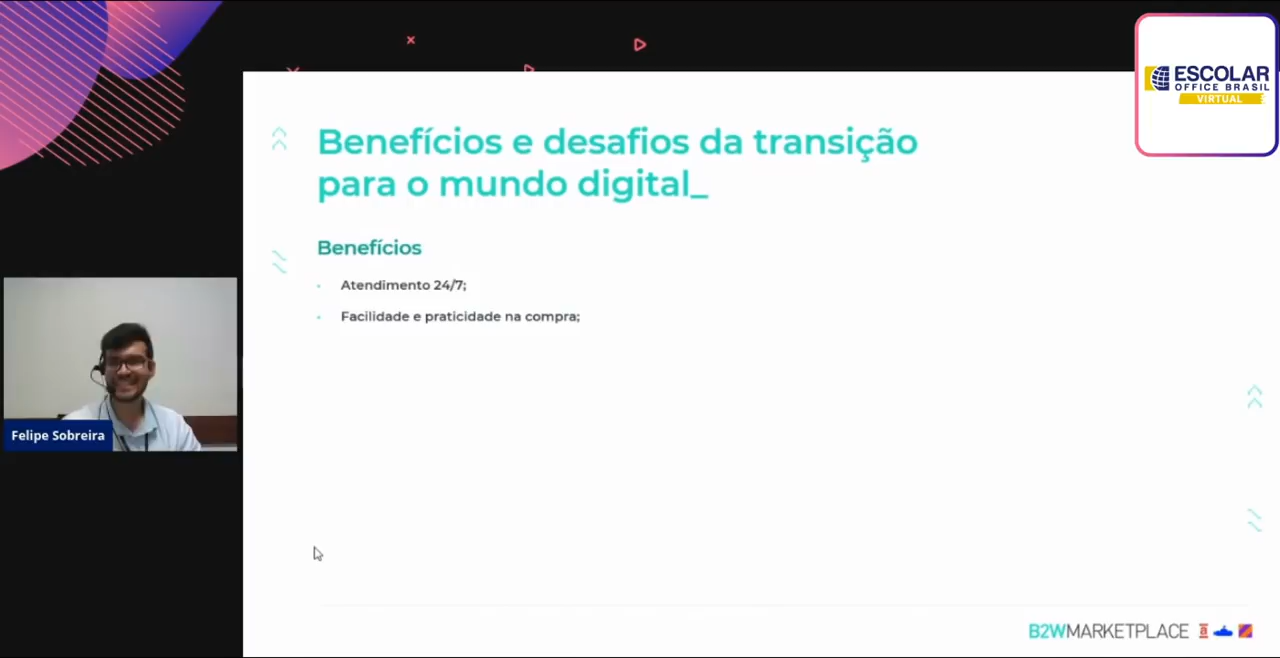 ESCOLAR
OFFICE BRASIL
VIRTUAL
Benefícios e desafios da transição
para o mundo digital_
Benefícios
Atendimento 24/7;
Facilidade e praticidade na compra;
Felipe Sobreira
B2WMARKETPLACE